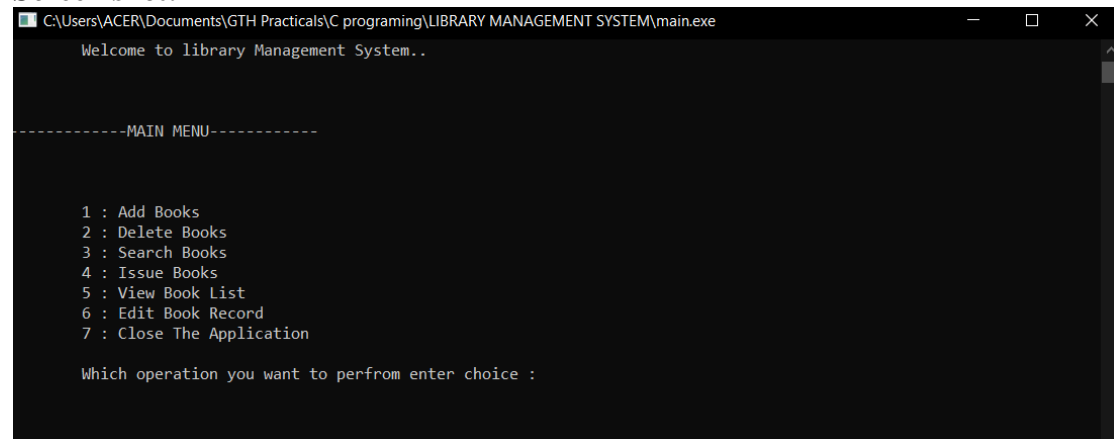 C:\Users\ACER\Documents\GTH Practicals\C programing\LIBRARY MANAGEMENT SYSTEM\main.exe
Welcome to library Management System..
-------------MAIN MENU------------
1 : Add Books
2 : Delete Books
3 : Search Books
4 : Issue Books
5 : View Book List
6 : Edit Book Record
7 : Close The Application
Which operation you want to perfrom enter choice :